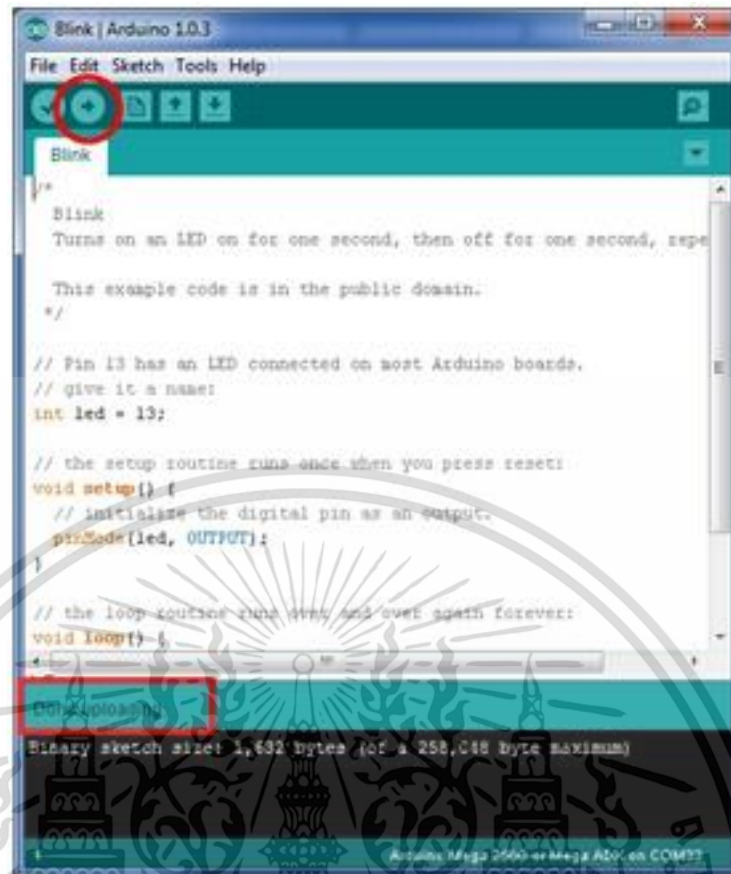 Blink | Arduino 1.0.3
File Edit Sketch Tools Help
Blink
/*
Blink
Turns on an LED on for one second, then off for one second, repe
This example code is in the public domain.
*/
// Pin 13 has an LED connected on most Arduino boards.
// give it a name:
int led = 13;
// the setup routine runs once when you press reset:
void setup() {
// initialize the digital pin as an output.
pinMode(led, OUTPUT);
}
// the loop routine runs over and over again forever:
void loop() {
Done uploading
Binary sketch size: 1,632 bytes (of a 258,048 byte maximum)
Arduino Mega 2560 or Mega ADK on COM33